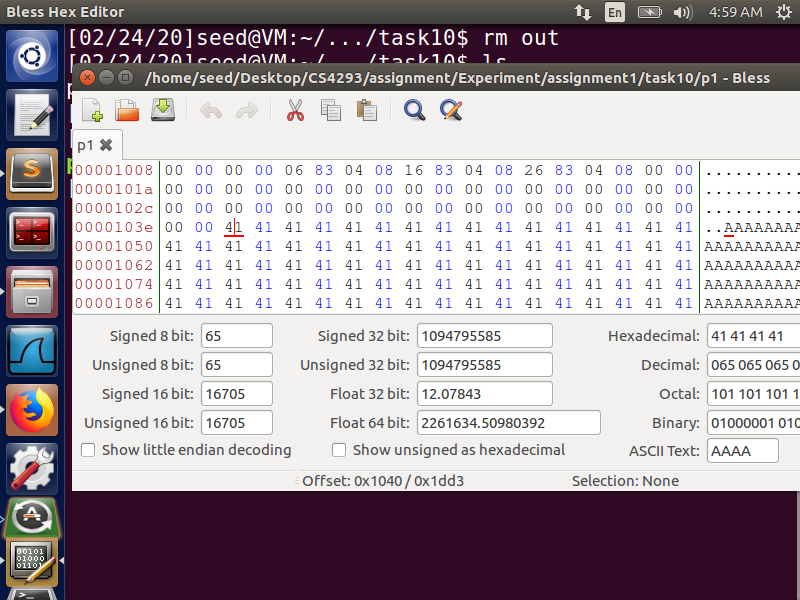 Bless Hex Editor En 4:59 AM
[02/24/20]seed@VM:~/.../task10$ rm out
[02/24/20]seed@VM:~/.../task10$ ls
/home/seed/Desktop/CS4293/assignment/Experiment/assignment1/task10/p1 - Bless
p1
00001008 00 00 00 00 06 83 04 08 16 83 04 08 26 83 04 08 00 00 ..........
0000101a 00 00 00 00 00 00 00 00 00 00 00 00 00 00 00 00 00 00 ..........
0000102c 00 00 00 00 00 00 00 00 00 00 00 00 00 00 00 00 00 00 ..........
0000103e 00 00 41 41 41 41 41 41 41 41 41 41 41 41 41 41 41 41 ..AAAAAAAA
00001050 41 41 41 41 41 41 41 41 41 41 41 41 41 41 41 41 41 41 AAAAAAAAAA
00001062 41 41 41 41 41 41 41 41 41 41 41 41 41 41 41 41 41 41 AAAAAAAAAA
00001074 41 41 41 41 41 41 41 41 41 41 41 41 41 41 41 41 41 41 AAAAAAAAAA
00001086 41 41 41 41 41 41 41 41 41 41 41 41 41 41 41 41 41 41 AAAAAAAAAA
Signed 8 bit: 65 Signed 32 bit: 1094795585 Hexadecimal: 41 41 41 41
Unsigned 8 bit: 65 Unsigned 32 bit: 1094795585 Decimal: 065 065 065 0
Signed 16 bit: 16705 Float 32 bit: 12.07843 Octal: 101 101 101 1
Unsigned 16 bit: 16705 Float 64 bit: 2261634.50980392 Binary: 01000001 010
Show little endian decoding Show unsigned as hexadecimal ASCII Text: AAAA
Offset: 0x1040 / 0x1dd3 Selection: None
00101
01000
01101